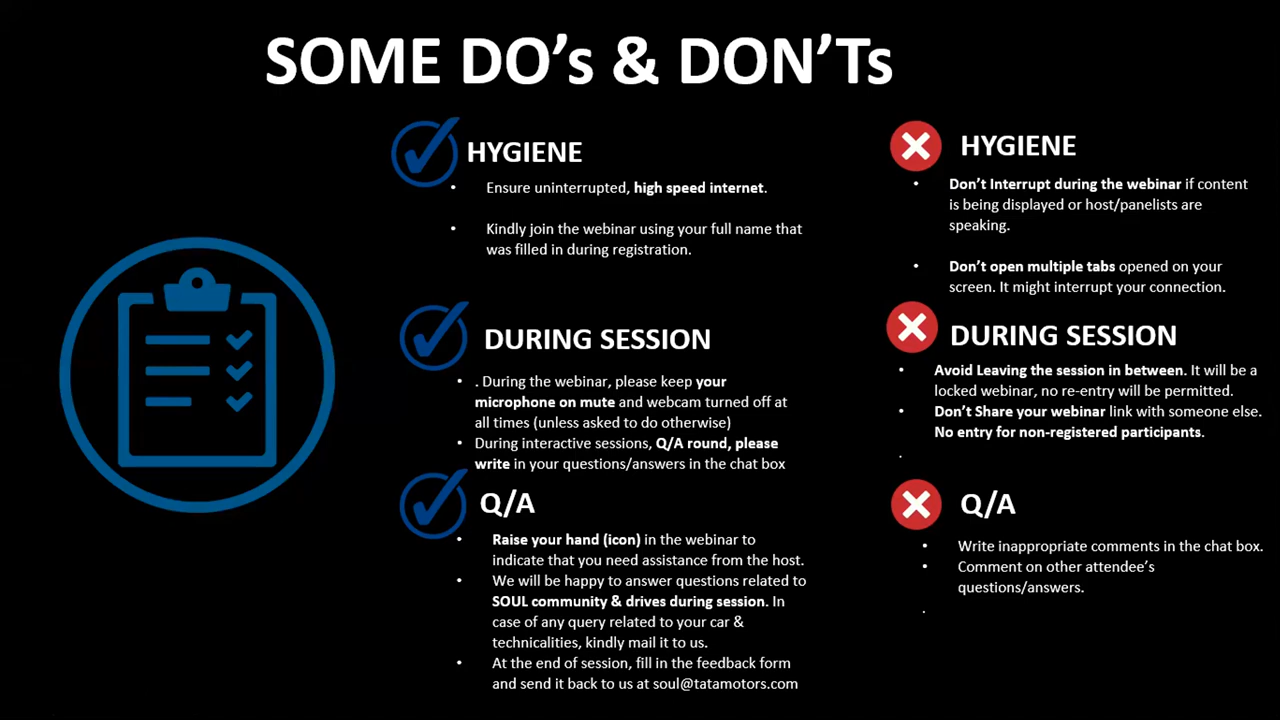 SOME DO's & DON'Ts
HYGIENE
• Ensure uninterrupted, high speed internet.
• Kindly join the webinar using your full name that
was filled in during registration.
DURING SESSION
• . During the webinar, please keep your
microphone on mute and webcam turned off at
all times (unless asked to do otherwise)
• During interactive sessions, Q/A round, please
write in your questions/answers in the chat box
Q/A
• Raise your hand (icon) in the webinar to
indicate that you need assistance from the host.
• We will be happy to answer questions related to
SOUL community & drives during session. In
case of any query related to your car &
technicalities, kindly mail it to us.
• At the end of session, fill in the feedback form
and send it back to us at soul@tatamotors.com
HYGIENE
• Don't Interrupt during the webinar if content
is being displayed or host/panelists are
speaking.
• Don't open multiple tabs opened on your
screen. It might interrupt your connection.
DURING SESSION
• Avoid Leaving the session in between. It will be a
locked webinar, no re-entry will be permitted.
• Don't Share your webinar link with someone else.
No entry for non-registered participants.
.
Q/A
• Write inappropriate comments in the chat box.
• Comment on other attendee's
questions/answers.
.